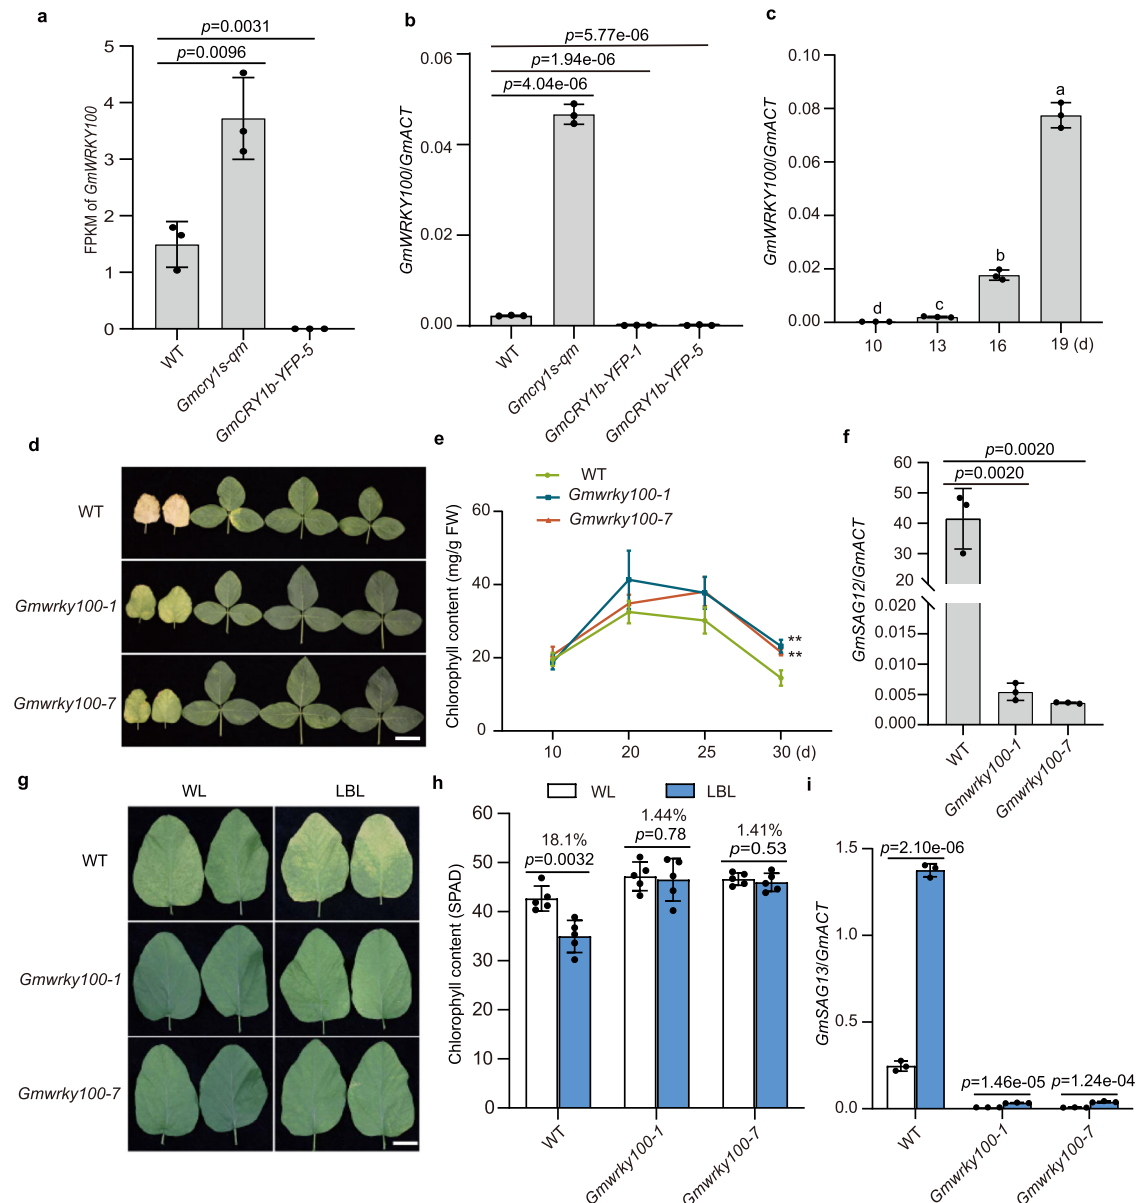 a
p=0.0031
p=0.0096
FPKM of GmWRKY100
5
4
3
2
1
0
WT
Gmcry1s-qm
GmCRY1b-YFP-5
b
p=5.77e-06
p=1.94e-06
p=4.04e-06
GmWRKY100/GmACT
0.06
0.04
0.02
0.00
WT
Gmcry1s-qm
GmCRY1b-YFP-1
GmCRY1b-YFP-5
c
GmWRKY100/GmACT
0.10
0.08
0.06
0.04
0.02
0.00
d
c
b
a
10 13 16 19 (d)
d
WT
Gmwrky100-1
Gmwrky100-7
e
WT
Gmwrky100-1
Gmwrky100-7
Chlorophyll content (mg/g FW)
60
40
20
0
**
**
10 20 25 30 (d)
f
p=0.0020
p=0.0020
GmSAG12/GmACT
60
50
40
30
20
0.020
0.015
0.010
0.005
0.000
WT
Gmwrky100-1
Gmwrky100-7
g
WL LBL
WT
Gmwrky100-1
Gmwrky100-7
h
WL LBL
Chlorophyll content (SPAD)
60
50
40
30
20
10
0
18.1%
p=0.0032
1.44%
p=0.78
1.41%
p=0.53
WT
Gmwrky100-1
Gmwrky100-7
i
GmSAG13/GmACT
1.5
1.0
0.5
0.0
p=2.10e-06
p=1.46e-05
p=1.24e-04
WT
Gmwrky100-1
Gmwrky100-7